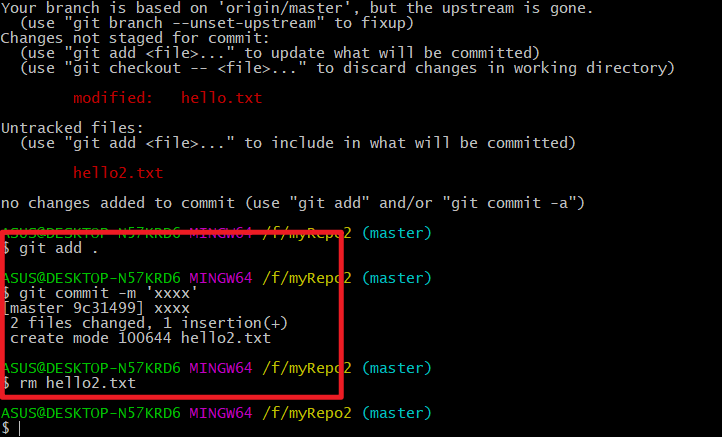 Your branch is based on 'origin/master', but the upstream is gone.
  (use "git branch --unset-upstream" to fixup)
Changes not staged for commit:
  (use "git add <file>..." to update what will be committed)
  (use "git checkout -- <file>..." to discard changes in working directory)
        modified:   hello.txt
Untracked files:
  (use "git add <file>..." to include in what will be committed)
        hello2.txt
no changes added to commit (use "git add" and/or "git commit -a")
ASUS@DESKTOP-N57KRD6 MINGW64 /f/myRepo2 (master)
$ git add .
ASUS@DESKTOP-N57KRD6 MINGW64 /f/myRepo2 (master)
$ git commit -m 'xxxx'
[master 9c31499] xxxx
 2 files changed, 1 insertion(+)
 create mode 100644 hello2.txt
ASUS@DESKTOP-N57KRD6 MINGW64 /f/myRepo2 (master)
$ rm hello2.txt
ASUS@DESKTOP-N57KRD6 MINGW64 /f/myRepo2 (master)
$